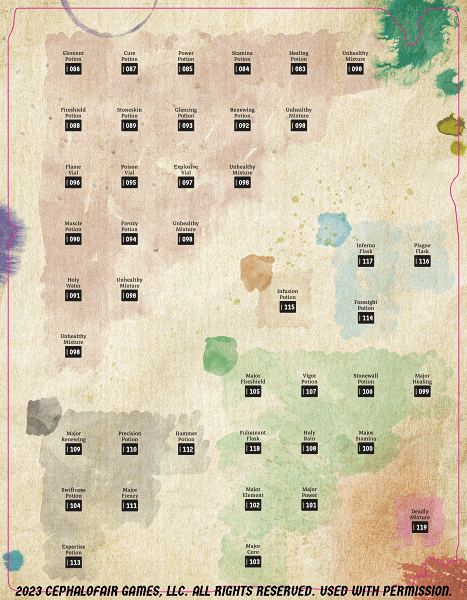 Element Potion 086
Cure Potion 087
Power Potion 085
Stamina Potion 084
Healing Potion 083
Unhealthy Mixture 098
Fireshield Potion 088
Stoneskin Potion 089
Glancing Potion 093
Renewing Potion 092
Unhealthy Mixture 098
Flame Vial 096
Poison Vial 095
Explosive Vial 097
Unhealthy Mixture 098
Muscle Potion 090
Frenzy Potion 094
Unhealthy Mixture 098
Inferno Flask 117
Plague Flask 116
Holy Water 091
Unhealthy Mixture 098
Infusion Potion 115
Foresight Potion 114
Unhealthy Mixture 098
Major Fireshield 105
Vigor Potion 107
Stonewall Potion 106
Major Healing 099
Major Renewing 109
Precision Potion 110
Hammer Potion 112
Fulminant Flask 118
Holy Rain 108
Major Stamina 100
Swiftness Potion 104
Major Frenzy 111
Major Element 102
Major Power 101
Deadly Mixture 119
Expertise Potion 113
Major Cure 103
2023 CEPHALOFAIR GAMES, LLC. ALL RIGHTS RESERVED. USED WITH PERMISSION.